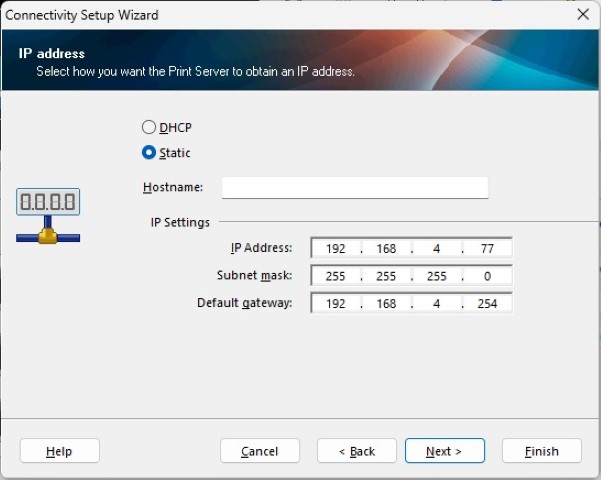 Connectivity Setup Wizard
IP address
Select how you want the Print Server to obtain an IP address.
DHCP
Static
Hostname:
0.0.0.0
IP Settings
IP Address: 192 . 168 . 4 . 77
Subnet mask: 255 . 255 . 255 . 0
Default gateway: 192 . 168 . 4 . 254
Help Cancel < Back Next > Finish